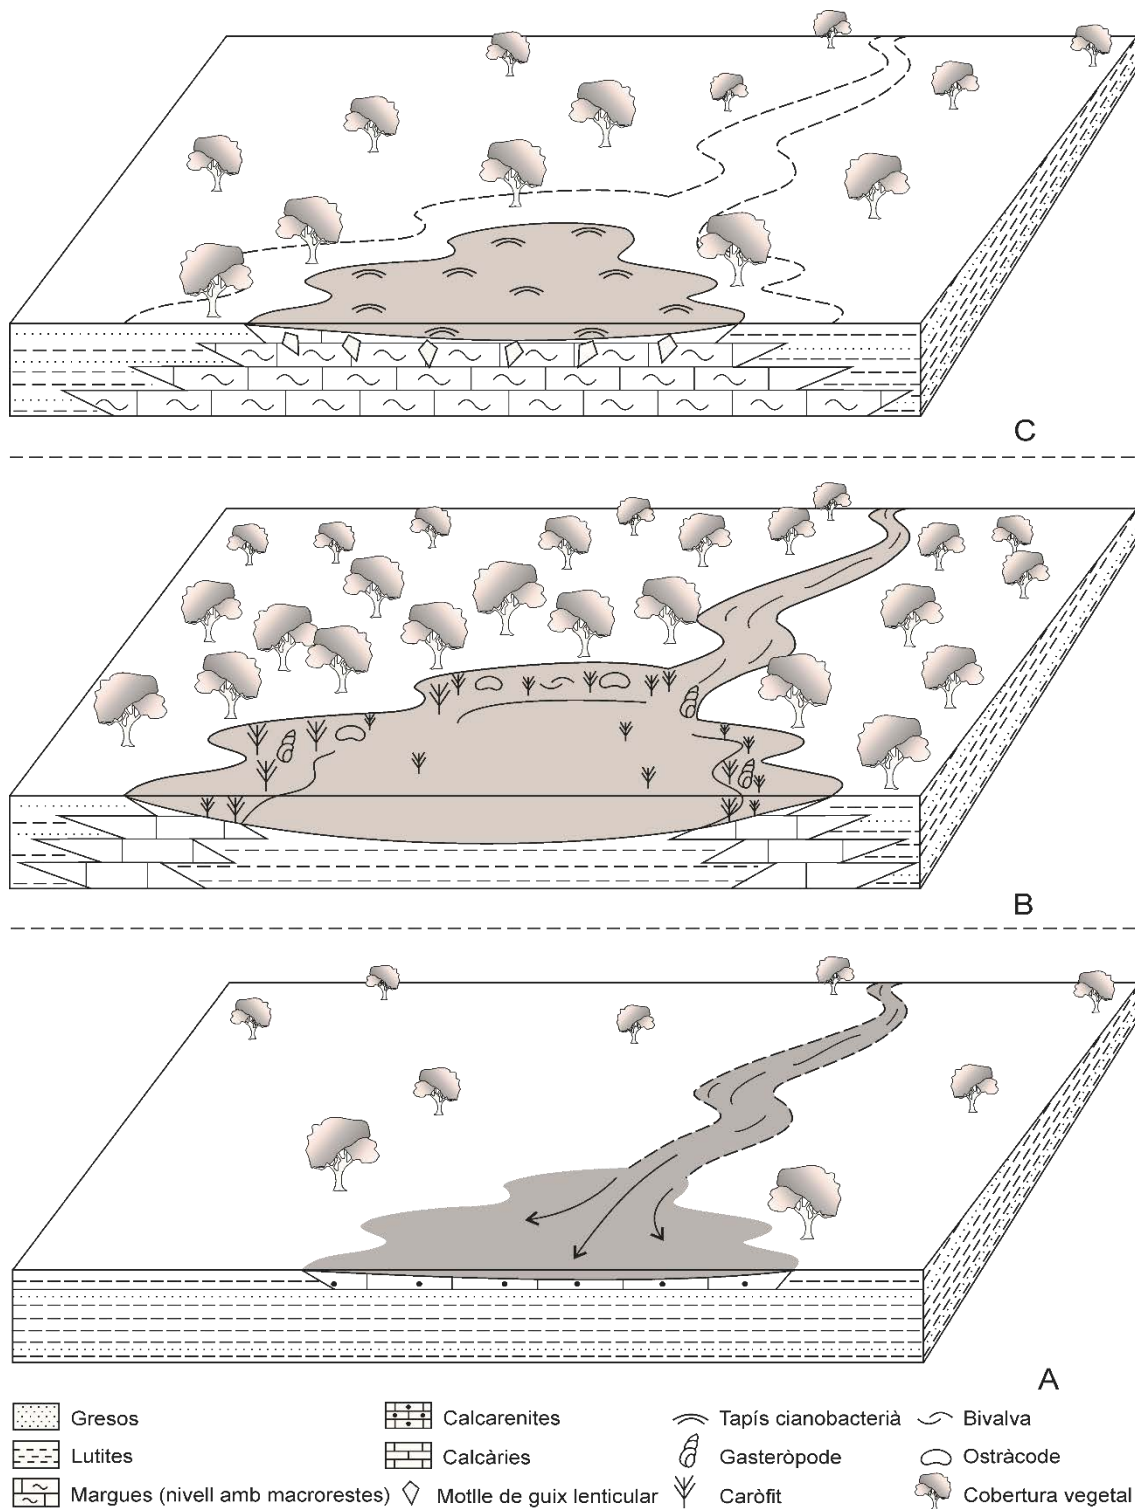 C
B
A
Gresos
Calcarenites
Tapís cianobacterià
Bivalva
Lutites
Calcàries
Gasteròpode
Ostràcode
Margues (nivell amb macrorestes)
Motlle de guix lenticular
Caròfit
Cobertura vegetal